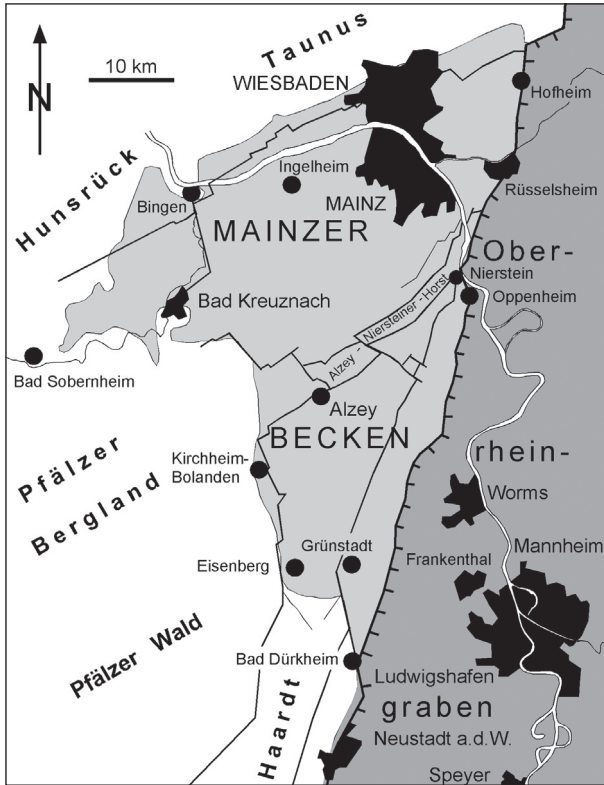 Taunus
10 km
WIESBADEN
N
Hofheim
Hunsrück
Ingelheim
Bingen
MAINZ
Rüsselsheim
MAINZER
Ober-
Nierstein
Bad Kreuznach
Oppenheim
Alzey - Niersteiner - Horst
Bad Sobernheim
Alzey
BECKEN
Pfälzer
Bergland
rhein-
Kirchheim-
Bolanden
Worms
Grünstadt
Mannheim
Eisenberg
Frankenthal
Pfälzer Wald
Bad Dürkheim
Ludwigshafen
Haardt
graben
Neustadt a.d.W.
Speyer